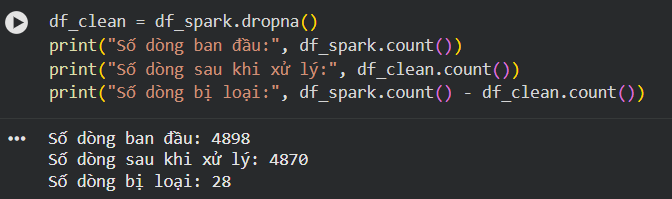 df_clean = df_spark.dropna()
print("Số dòng ban đầu:", df_spark.count())
print("Số dòng sau khi xử lý:", df_clean.count())
print("Số dòng bị loại:", df_spark.count() - df_clean.count())
Số dòng ban đầu: 4898
Số dòng sau khi xử lý: 4870
Số dòng bị loại: 28